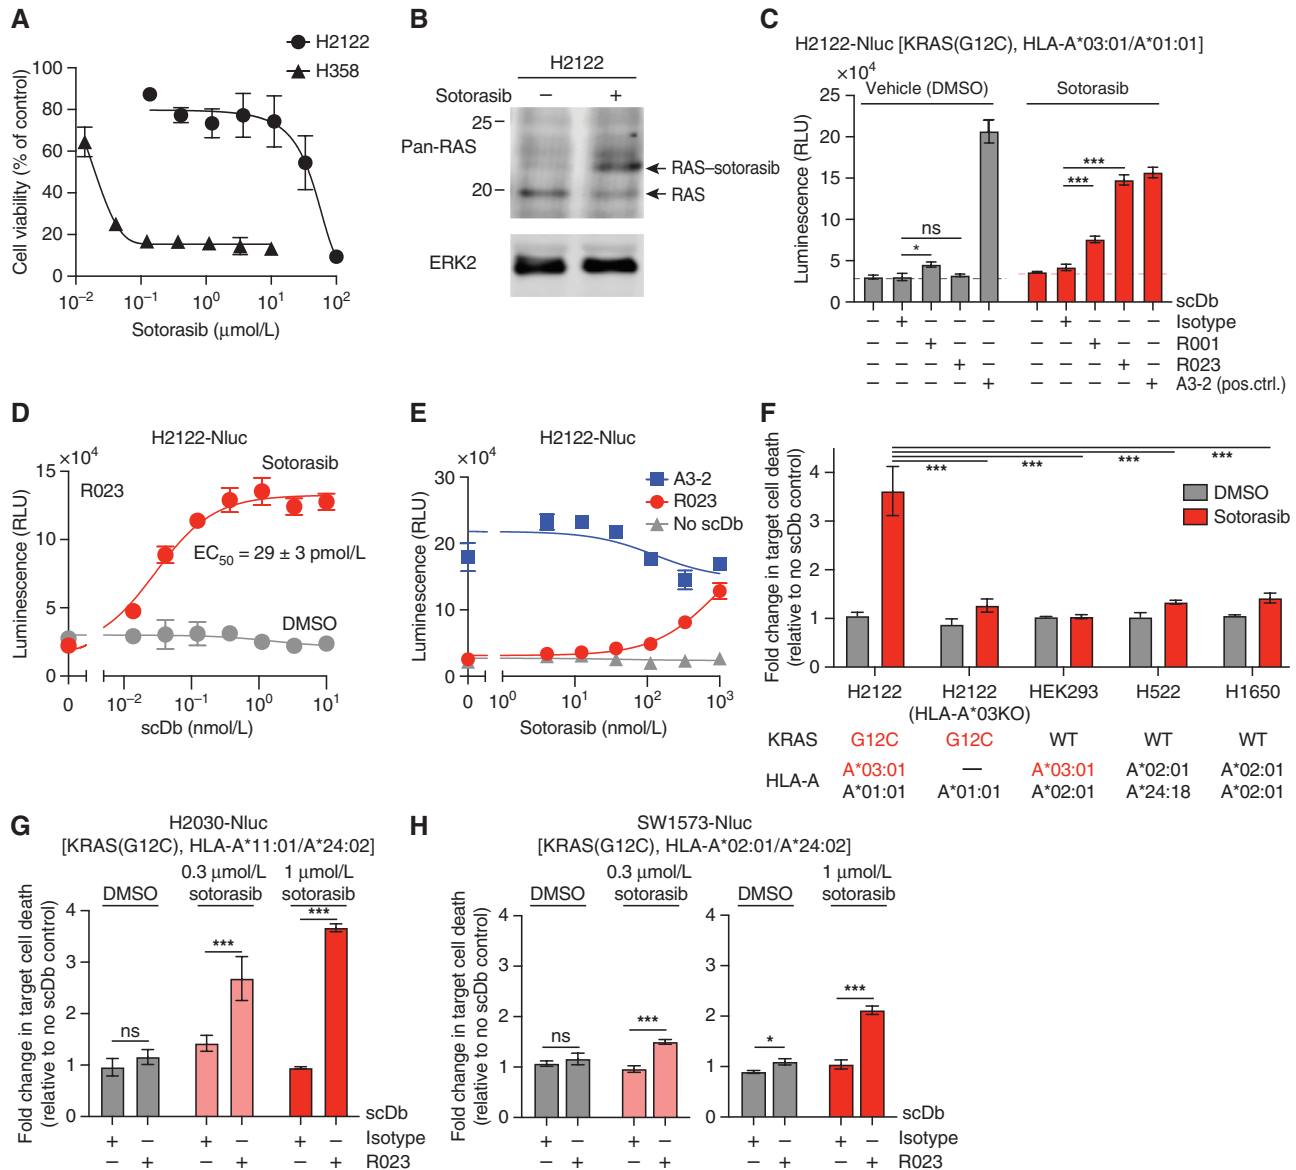 A
H2122
H358
Cell viability (% of control)
100
80
60
40
20
0
10⁻² 10⁻¹ 10⁰ 10¹ 10²
Sotorasib (μmol/L)
B
H2122
Sotorasib − +
25
Pan-RAS
20
RAS–sotorasib
RAS
ERK2
C
H2122-Nluc [KRAS(G12C), HLA-A*03:01/A*01:01]
×10⁴
Vehicle (DMSO) Sotorasib
Luminescence (RLU)
25
20
15
10
5
0
ns
*
***
***
scDb
− + − − − − + − − − Isotype
− − + − − − − + − − R001
− − − + − − − − + − R023
− − − − + − − − − + A3-2 (pos.ctrl.)
D
H2122-Nluc
×10⁴
R023
Sotorasib
EC₅₀ = 29 ± 3 pmol/L
DMSO
Luminescence (RLU)
15
10
5
0
0 10⁻² 10⁻¹ 10⁰ 10¹
scDb (nmol/L)
E
H2122-Nluc
×10⁴
A3-2
R023
No scDb
Luminescence (RLU)
30
20
10
0
0 10⁰ 10¹ 10² 10³
Sotorasib (nmol/L)
F
Fold change in target cell death
(relative to no scDb control)
4
3
2
1
0
*** *** *** ***
DMSO
Sotorasib
H2122 H2122 HEK293 H522 H1650
(HLA-A*03KO)
KRAS G12C G12C WT WT WT
HLA-A
A*03:01 — A*03:01 A*02:01 A*02:01
A*01:01 A*01:01 A*02:01 A*24:18 A*02:01
G
H2030-Nluc
[KRAS(G12C), HLA-A*11:01/A*24:02]
DMSO 0.3 μmol/L sotorasib 1 μmol/L sotorasib
Fold change in target cell death
(relative to no scDb control)
4
3
2
1
0
ns *** ***
scDb
+ − + − + − Isotype
− + − + − + R023
H
SW1573-Nluc
[KRAS(G12C), HLA-A*02:01/A*24:02]
DMSO 0.3 μmol/L sotorasib DMSO 1 μmol/L sotorasib
Fold change in target cell death
(relative to no scDb control)
4
3
2
1
0
ns ***
4
3
2
1
0
* ***
scDb
+ − + − + − + − Isotype
− + − + − + − + R023